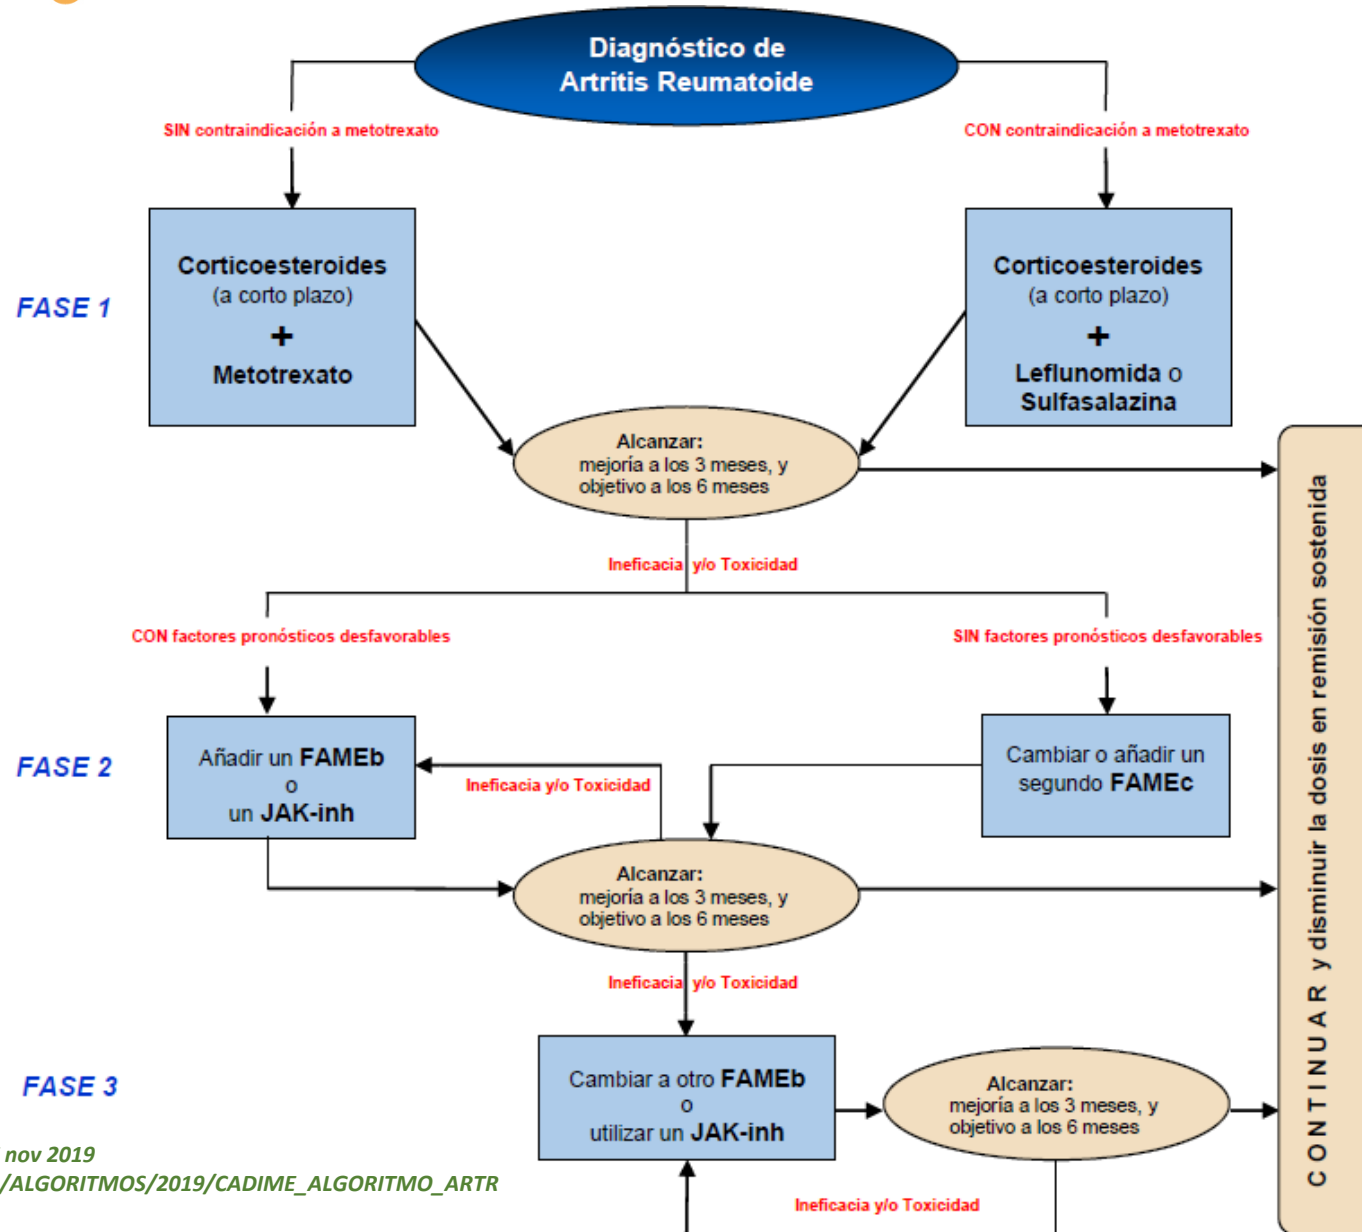 Diagnóstico de
Artritis Reumatoide
SIN contraindicación a metotrexato
CON contraindicación a metotrexato
FASE 1
Corticoesteroides
(a corto plazo)
+
Metotrexato
Corticoesteroides
(a corto plazo)
+
Leflunomida o
Sulfasalazina
Alcanzar:
mejoría a los 3 meses, y
objetivo a los 6 meses
Ineficacia y/o Toxicidad
CON factores pronósticos desfavorables
SIN factores pronósticos desfavorables
FASE 2
Añadir un FAMEb
o
un JAK-inh
Ineficacia y/o Toxicidad
Cambiar o añadir un
segundo FAMEc
Alcanzar:
mejoría a los 3 meses, y
objetivo a los 6 meses
Ineficacia y/o Toxicidad
FASE 3
Cambiar a otro FAMEb
o
utilizar un JAK-inh
Alcanzar:
mejoría a los 3 meses, y
objetivo a los 6 meses
Ineficacia y/o Toxicidad
CONTINUAR y disminuir la dosis en remisión sostenida
nov 2019
/ALGORITMOS/2019/CADIME_ALGORITMO_ARTR